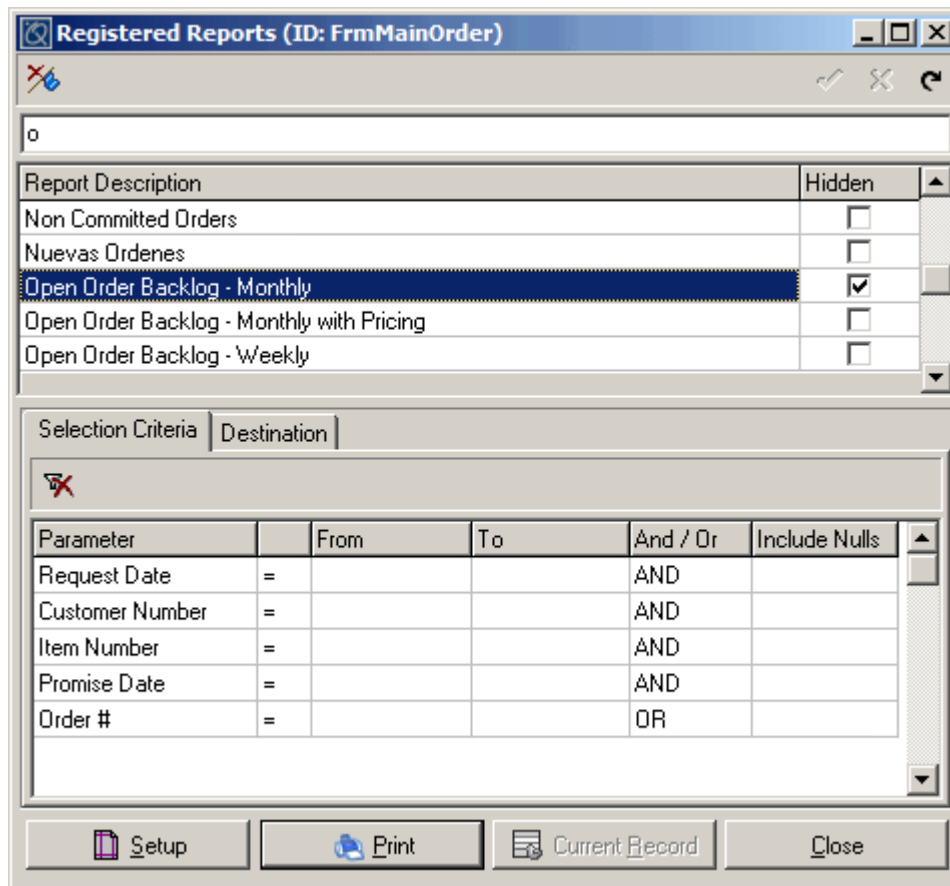 Registered Reports (ID: FrmMainOrder)
o
Report Description Hidden
Non Committed Orders
Nuevas Ordenes
Open Order Backlog - Monthly
Open Order Backlog - Monthly with Pricing
Open Order Backlog - Weekly
Selection Criteria Destination
Parameter From To And / Or Include Nulls
Request Date = AND
Customer Number = AND
Item Number = AND
Promise Date = AND
Order # = OR
Setup Print Current Record Close